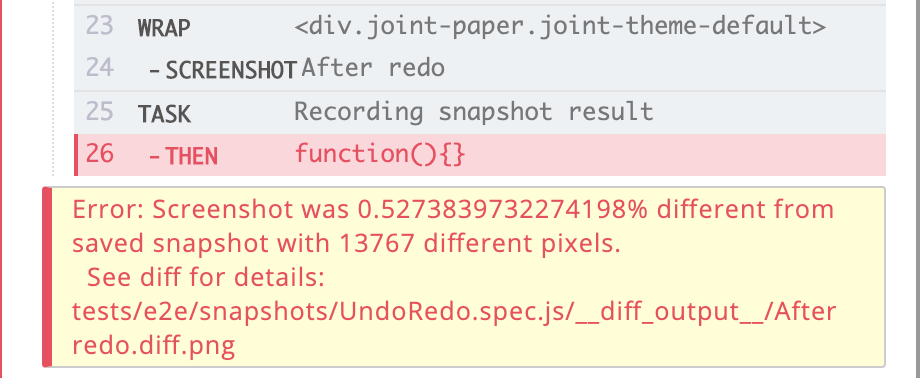 23 WRAP <div.joint-paper.joint-theme-default>
24 -SCREENSHOT After redo
25 TASK Recording snapshot result
26 -THEN function(){}
Error: Screenshot was 0.5273839732274198% different from
saved snapshot with 13767 different pixels.
See diff for details:
tests/e2e/snapshots/UndoRedo.spec.js/__diff_output__/After
redo.diff.png